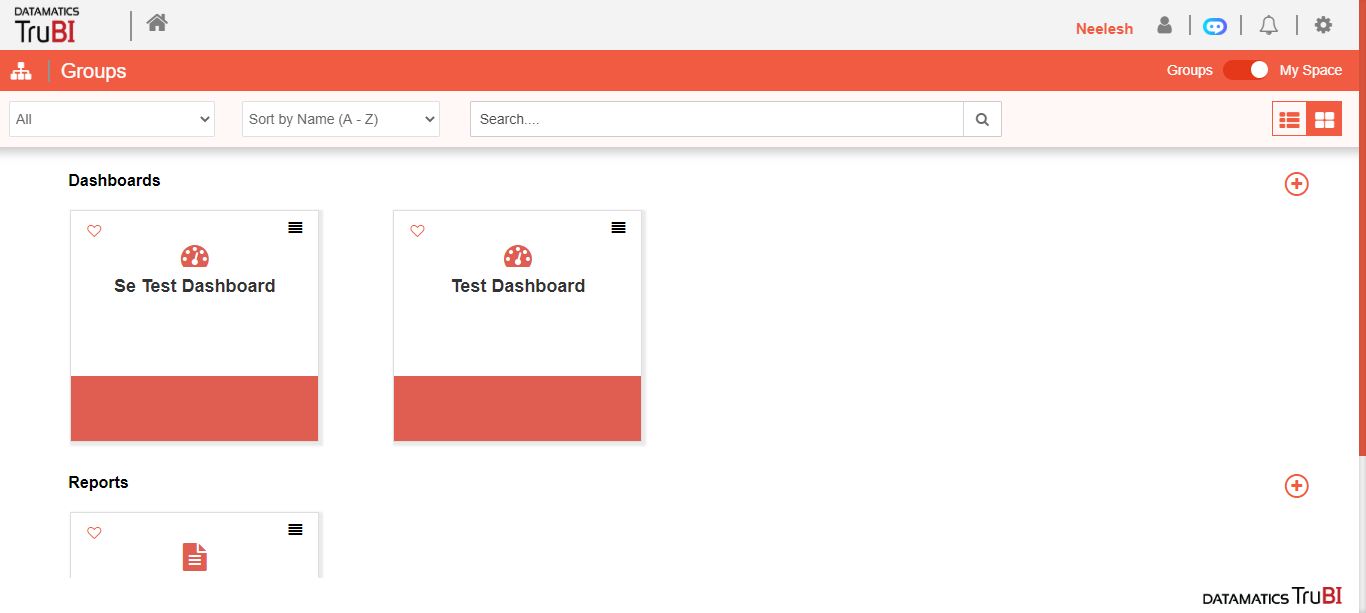 DATAMATICS
TruBI
Neelesh
Groups
Groups
My Space
All
Sort by Name (A - Z)
Search....
Dashboards
Se Test Dashboard
Test Dashboard
Reports
DATAMATICS TruBI